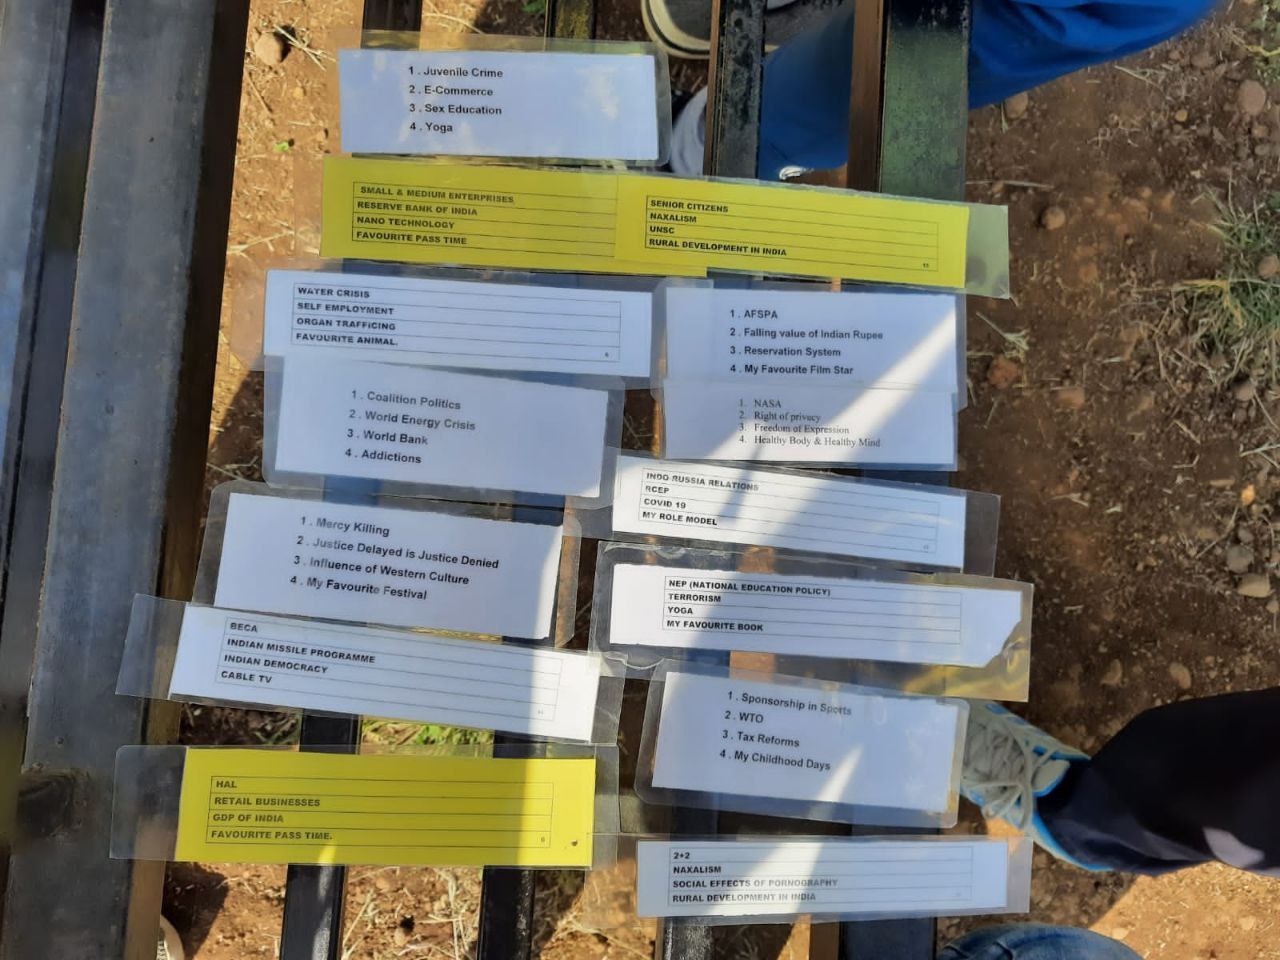 1 . Juvenile Crime
2 . E-Commerce
3 . Sex Education
4 . Yoga
SMALL & MEDIUM ENTERPRISES
RESERVE BANK OF INDIA
NANO TECHNOLOGY
FAVOURITE PASS TIME
SENIOR CITIZENS
NAXALISM
UNSC
RURAL DEVELOPMENT IN INDIA
WATER CRISIS
SELF EMPLOYMENT
ORGAN TRAFFICING
FAVOURITE ANIMAL.
1 . AFSPA
2 . Falling value of Indian Rupee
3 . Reservation System
4 . My Favourite Film Star
1 . Coalition Politics
2 . World Energy Crisis
3 . World Bank
4 . Addictions
1. NASA
2. Right of privacy
3. Freedom of Expression
4. Healthy Body & Healthy Mind
INDO RUSSIA RELATIONS
RCEP
COVID 19
MY ROLE MODEL
1 . Mercy Killing
2 . Justice Delayed is Justice Denied
3 . Influence of Western Culture
4 . My Favourite Festival
NEP (NATIONAL EDUCATION POLICY)
TERRORISM
YOGA
MY FAVOURITE BOOK
BECA
INDIAN MISSILE PROGRAMME
INDIAN DEMOCRACY
CABLE TV
1 . Sponsorship in Sports
2 . WTO
3 . Tax Reforms
4 . My Childhood Days
HAL
RETAIL BUSINESSES
GDP OF INDIA
FAVOURITE PASS TIME.
2+2
NAXALISM
SOCIAL EFFECTS OF PORNOGRAPHY
RURAL DEVELOPMENT IN INDIA